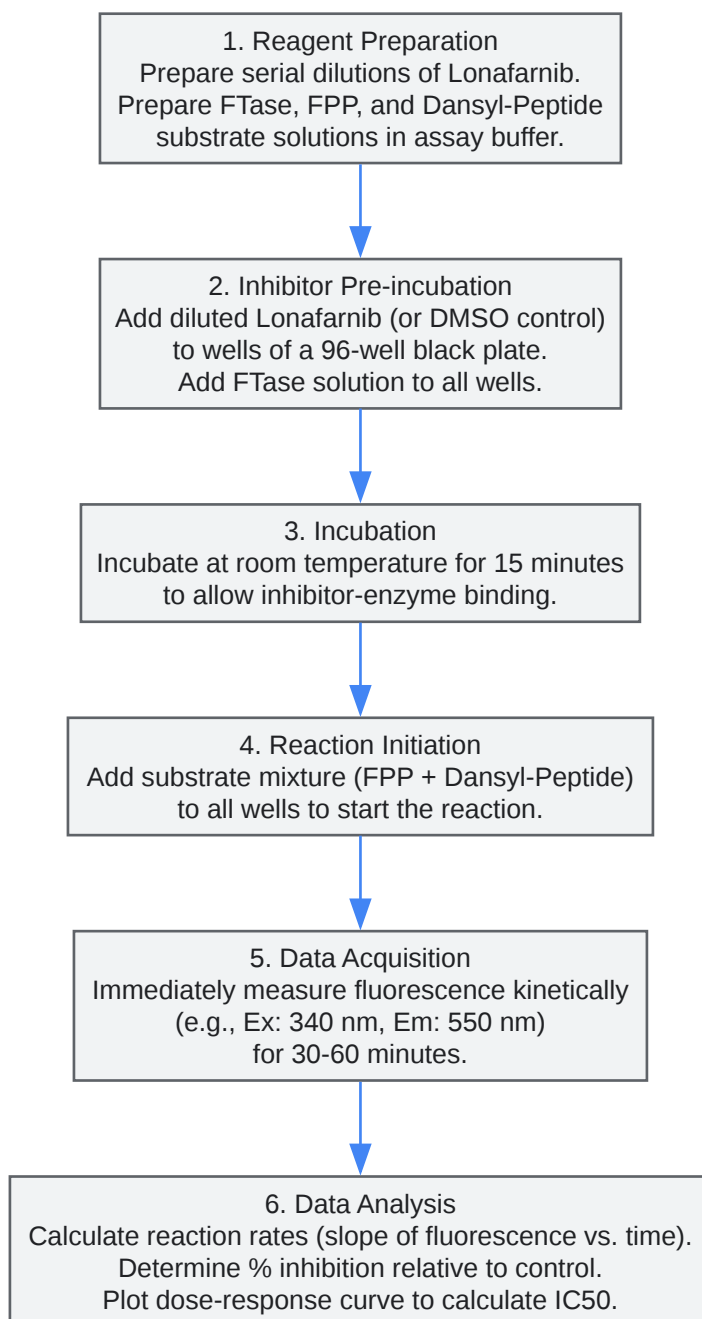 1. Reagent Preparation
Prepare serial dilutions of Lonafarnib.
Prepare FTase, FPP, and Dansyl-Peptide
substrate solutions in assay buffer.
2. Inhibitor Pre-incubation
Add diluted Lonafarnib (or DMSO control)
to wells of a 96-well black plate.
Add FTase solution to all wells.
3. Incubation
Incubate at room temperature for 15 minutes
to allow inhibitor-enzyme binding.
4. Reaction Initiation
Add substrate mixture (FPP + Dansyl-Peptide)
to all wells to start the reaction.
5. Data Acquisition
Immediately measure fluorescence kinetically
(e.g., Ex: 340 nm, Em: 550 nm)
for 30-60 minutes.
6. Data Analysis
Calculate reaction rates (slope of fluorescence vs. time).
Determine % inhibition relative to control.
Plot dose-response curve to calculate IC50.